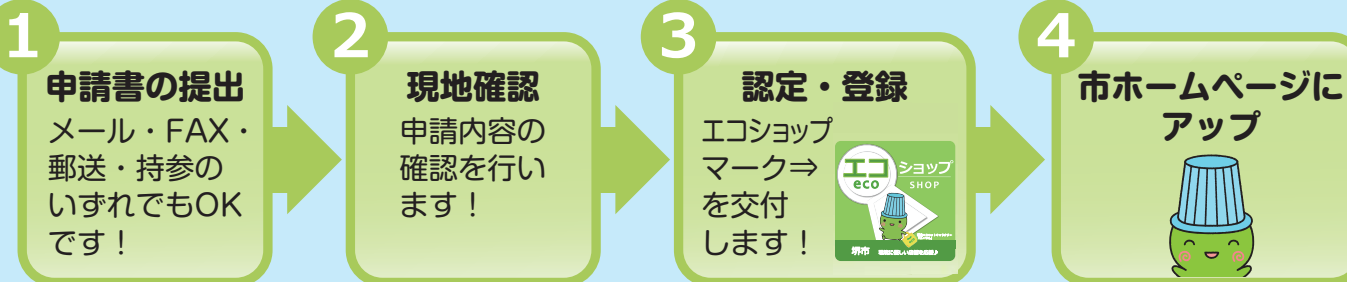 1
申請書の提出
メール・FAX・
郵送・持参の
いずれでもOK
です！
2
現地確認
申請内容の
確認を行い
ます！
3
認定・登録
エコショップ
マーク⇒
を交付
します！
エコ
eco
ショップ
SHOP
堺市
4
市ホームページに
アップ